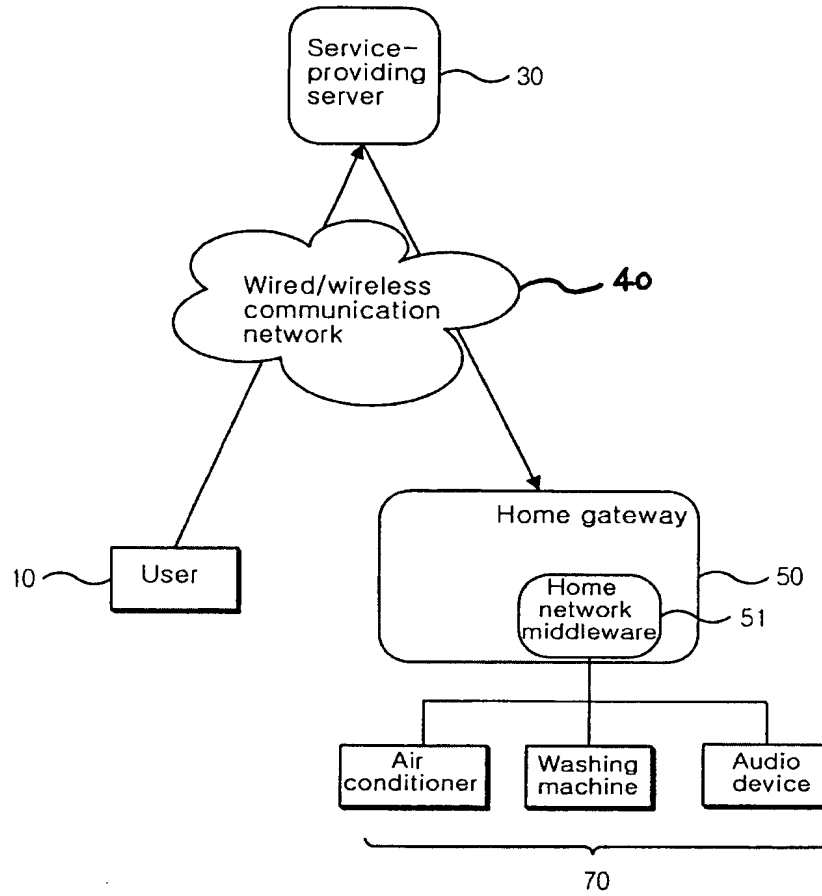 Service-
providing
server
30
Wired/wireless
communication
network
40
Home gateway
10
User
50
Home
network
middleware
51
Air
conditioner
Washing
machine
Audio
device
70